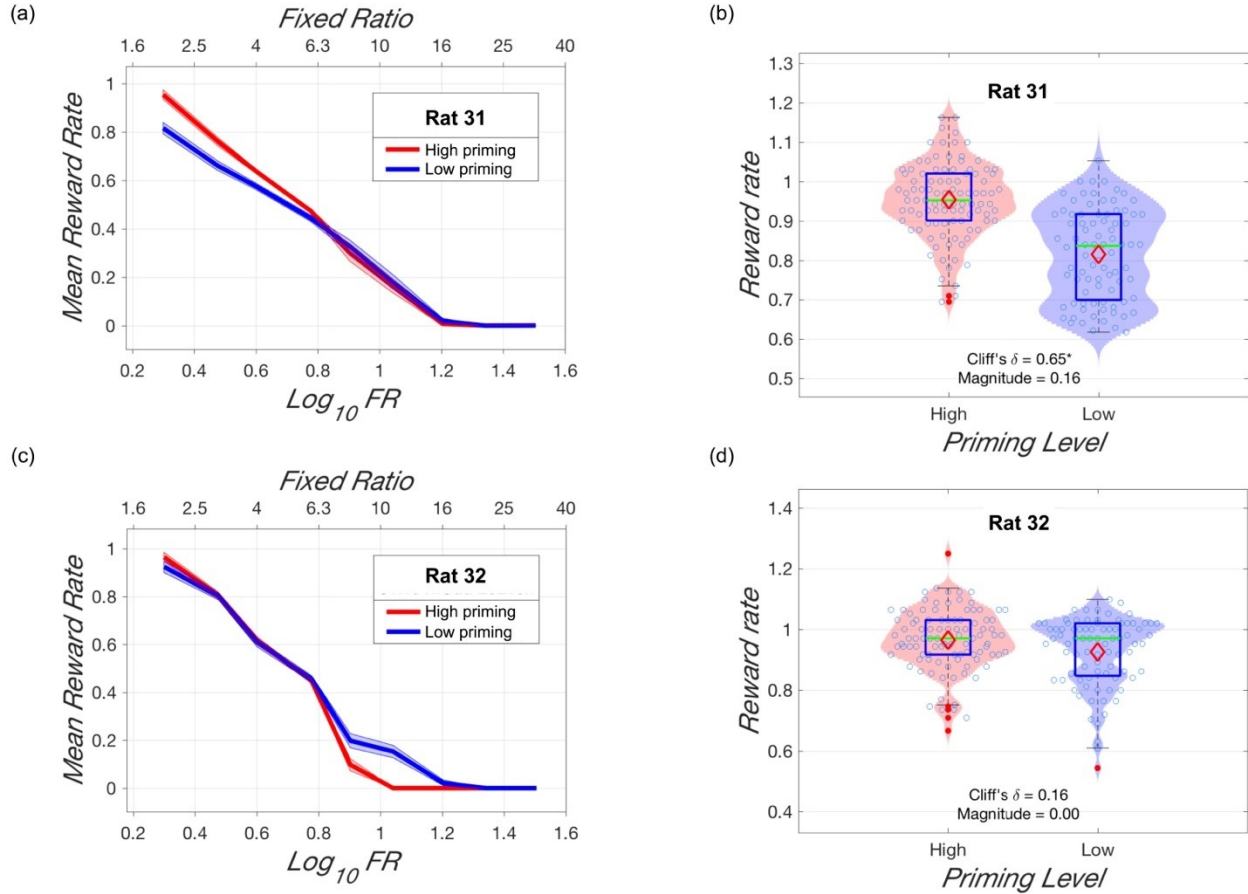 (a)
Fixed Ratio
1.6 2.5 4 6.3 10 16 25 40
Mean Reward Rate
1
0.8
0.6
0.4
0.2
0
Rat 31
High priming
Low priming
0.2 0.4 0.6 0.8 1 1.2 1.4 1.6
Log10 FR
(b)
Reward rate
1.3
1.2
1.1
1
0.9
0.8
0.7
0.6
0.5
Rat 31
Cliff's δ = 0.65*
Magnitude = 0.16
High Low
Priming Level
(c)
Fixed Ratio
1.6 2.5 4 6.3 10 16 25 40
Mean Reward Rate
1
0.8
0.6
0.4
0.2
0
Rat 32
High priming
Low priming
0.2 0.4 0.6 0.8 1 1.2 1.4 1.6
Log10 FR
(d)
Reward rate
1.4
1.2
1
0.8
0.6
0.4
Rat 32
Cliff's δ = 0.16
Magnitude = 0.00
High Low
Priming Level